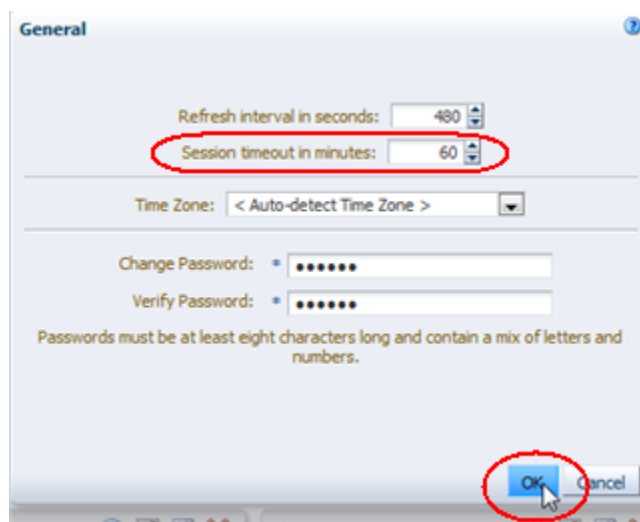 General
Refresh interval in seconds: 480
Session timeout in minutes: 60
Time Zone: < Auto-detect Time Zone >
Change Password: * ••••••
Verify Password: * ••••••
Passwords must be at least eight characters long and contain a mix of letters and
numbers.
OK Cancel